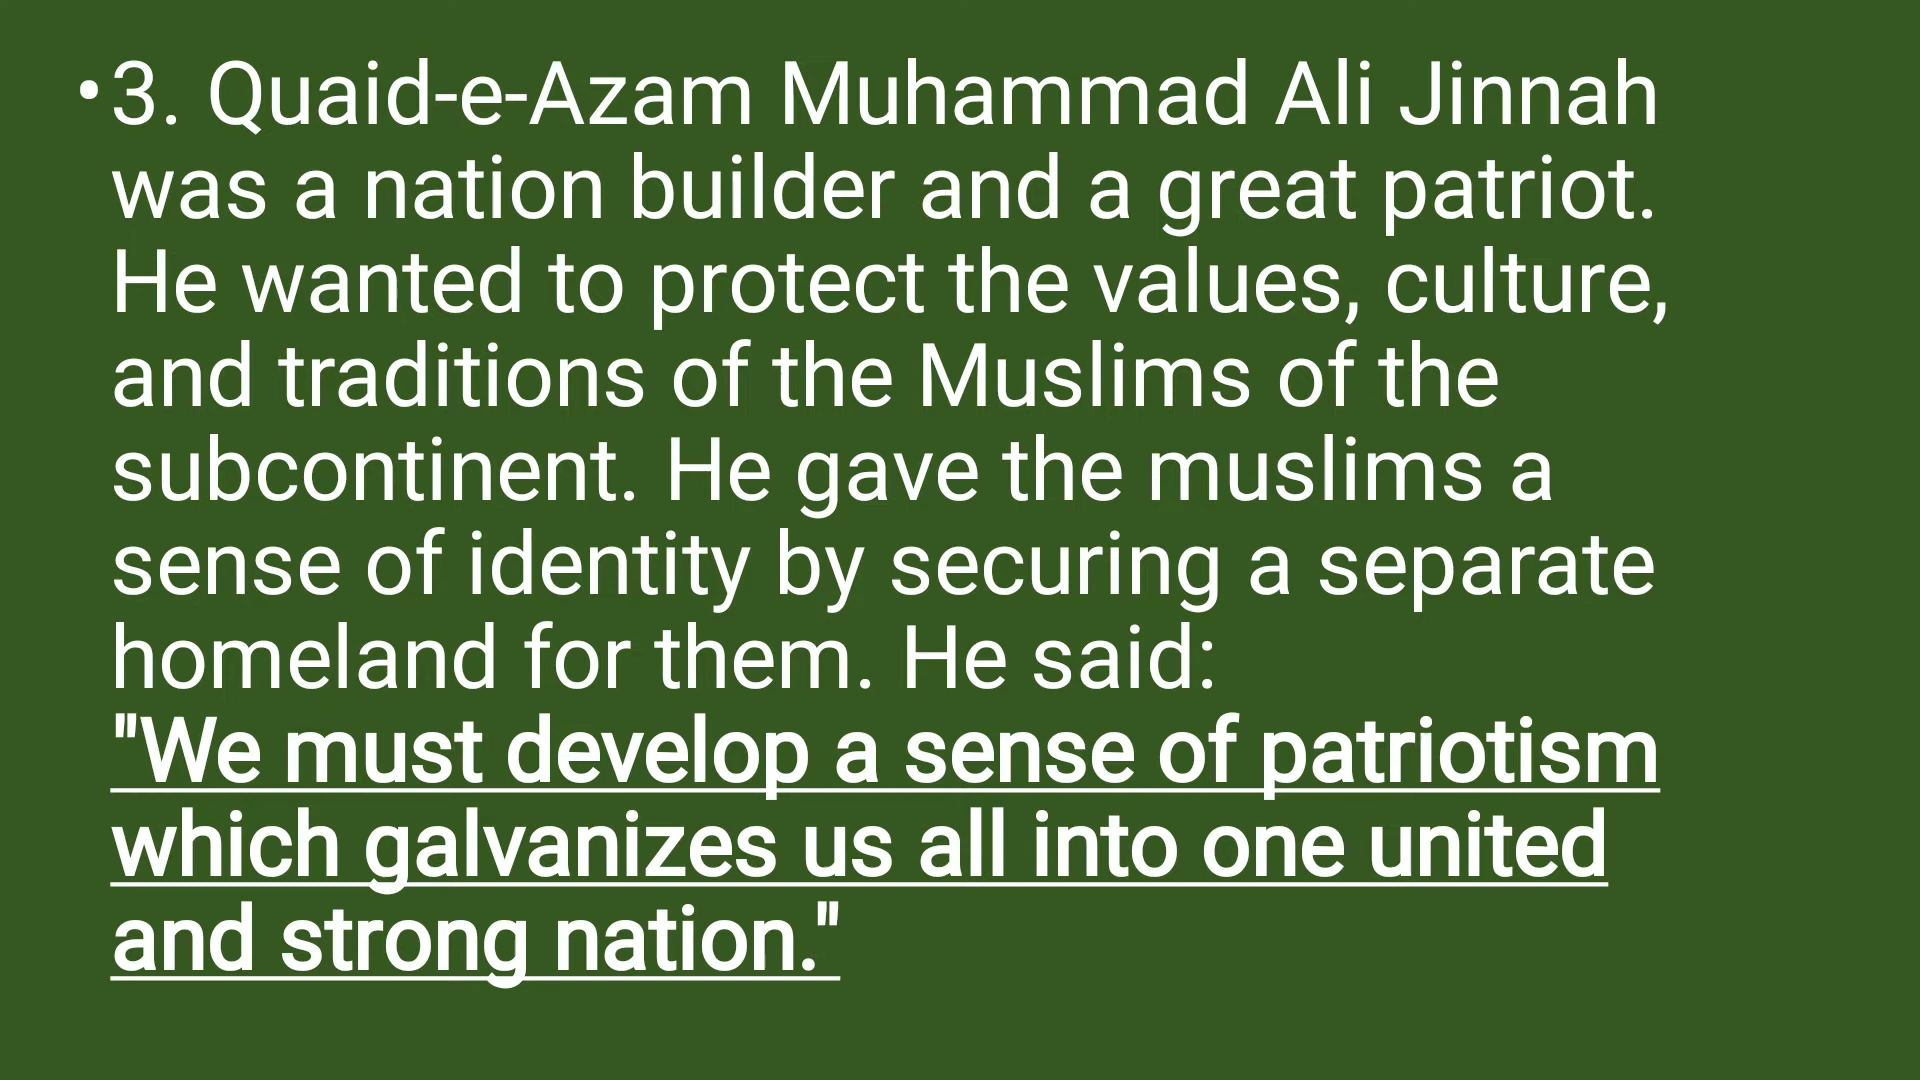 •3. Quaid-e-Azam Muhammad Ali Jinnah
was a nation builder and a great patriot.
He wanted to protect the values, culture,
and traditions of the Muslims of the
subcontinent. He gave the muslims a
sense of identity by securing a separate
homeland for them. He said:
"We must develop a sense of patriotism
which galvanizes us all into one united
and strong nation."